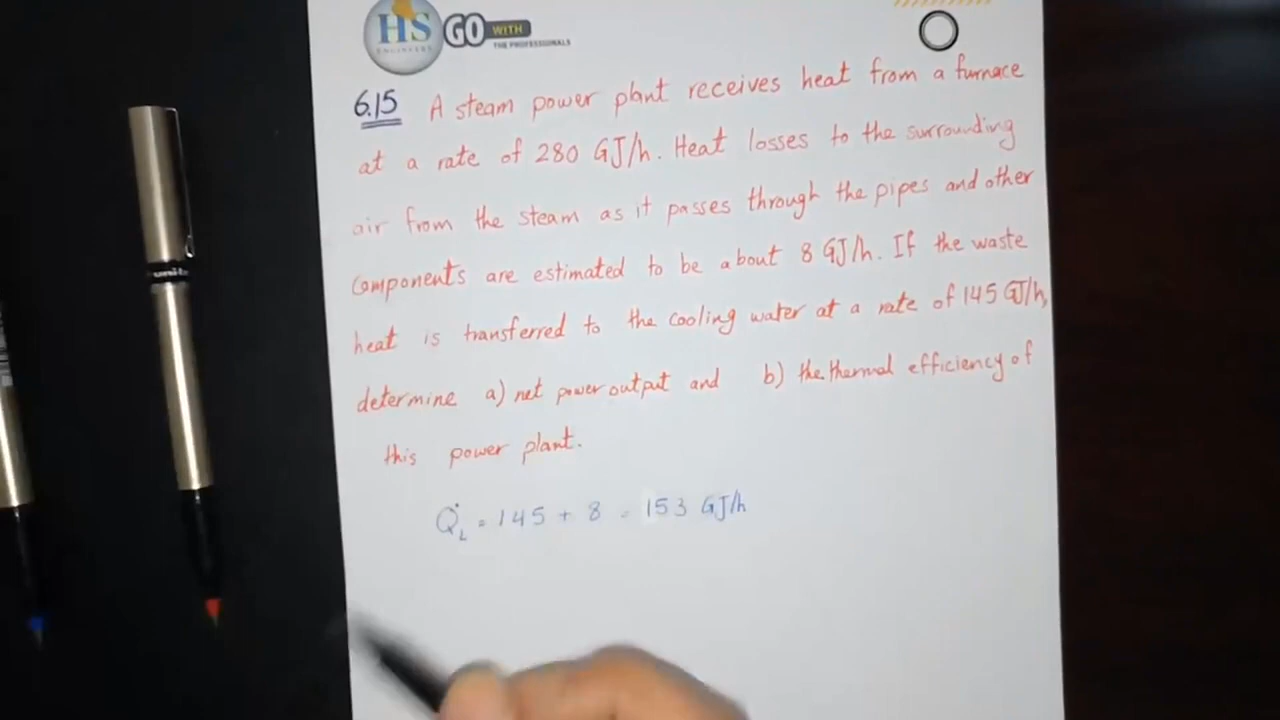 HS
ENGINEERS
GO WITH
THE PROFESSIONALS
6.15 A steam power plant receives heat from a furnace
at a rate of 280 GJ/h. Heat losses to the surrounding
air from the steam as it passes through the pipes and other
components are estimated to be about 8 GJ/h. If the waste
heat is transferred to the cooling water at a rate of 145 GJ/h,
determine a) net power output and b) the thermal efficiency of
this power plant.
Q̇L = 145 + 8 = 153 GJ/h